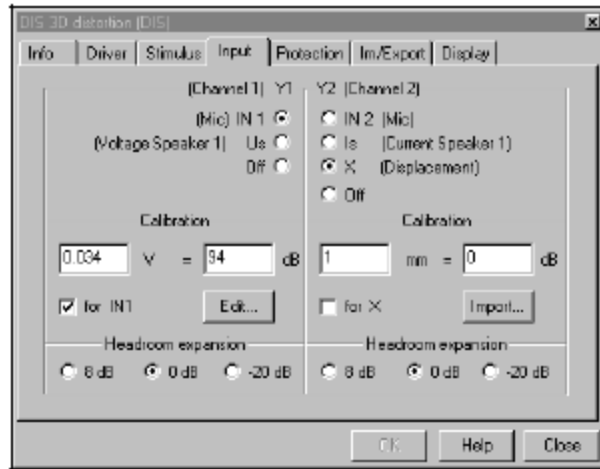 DIS 3D distortion (DIS)
Info Driver Stimulus Input Protection Im/Export Display
(Channel 1) Y1 Y2 (Channel 2)
(Mic) IN 1 IN 2 (Mic)
(Voltage Speaker 1) Us Is (Current Speaker 1)
Off X (Displacement)
Off
Calibration Calibration
0.034 V = 94 dB 1 mm = 0 dB
for IN1 Edit... for X Import...
Headroom expansion Headroom expansion
8 dB 0 dB -20 dB 8 dB 0 dB -20 dB
OK Help Close